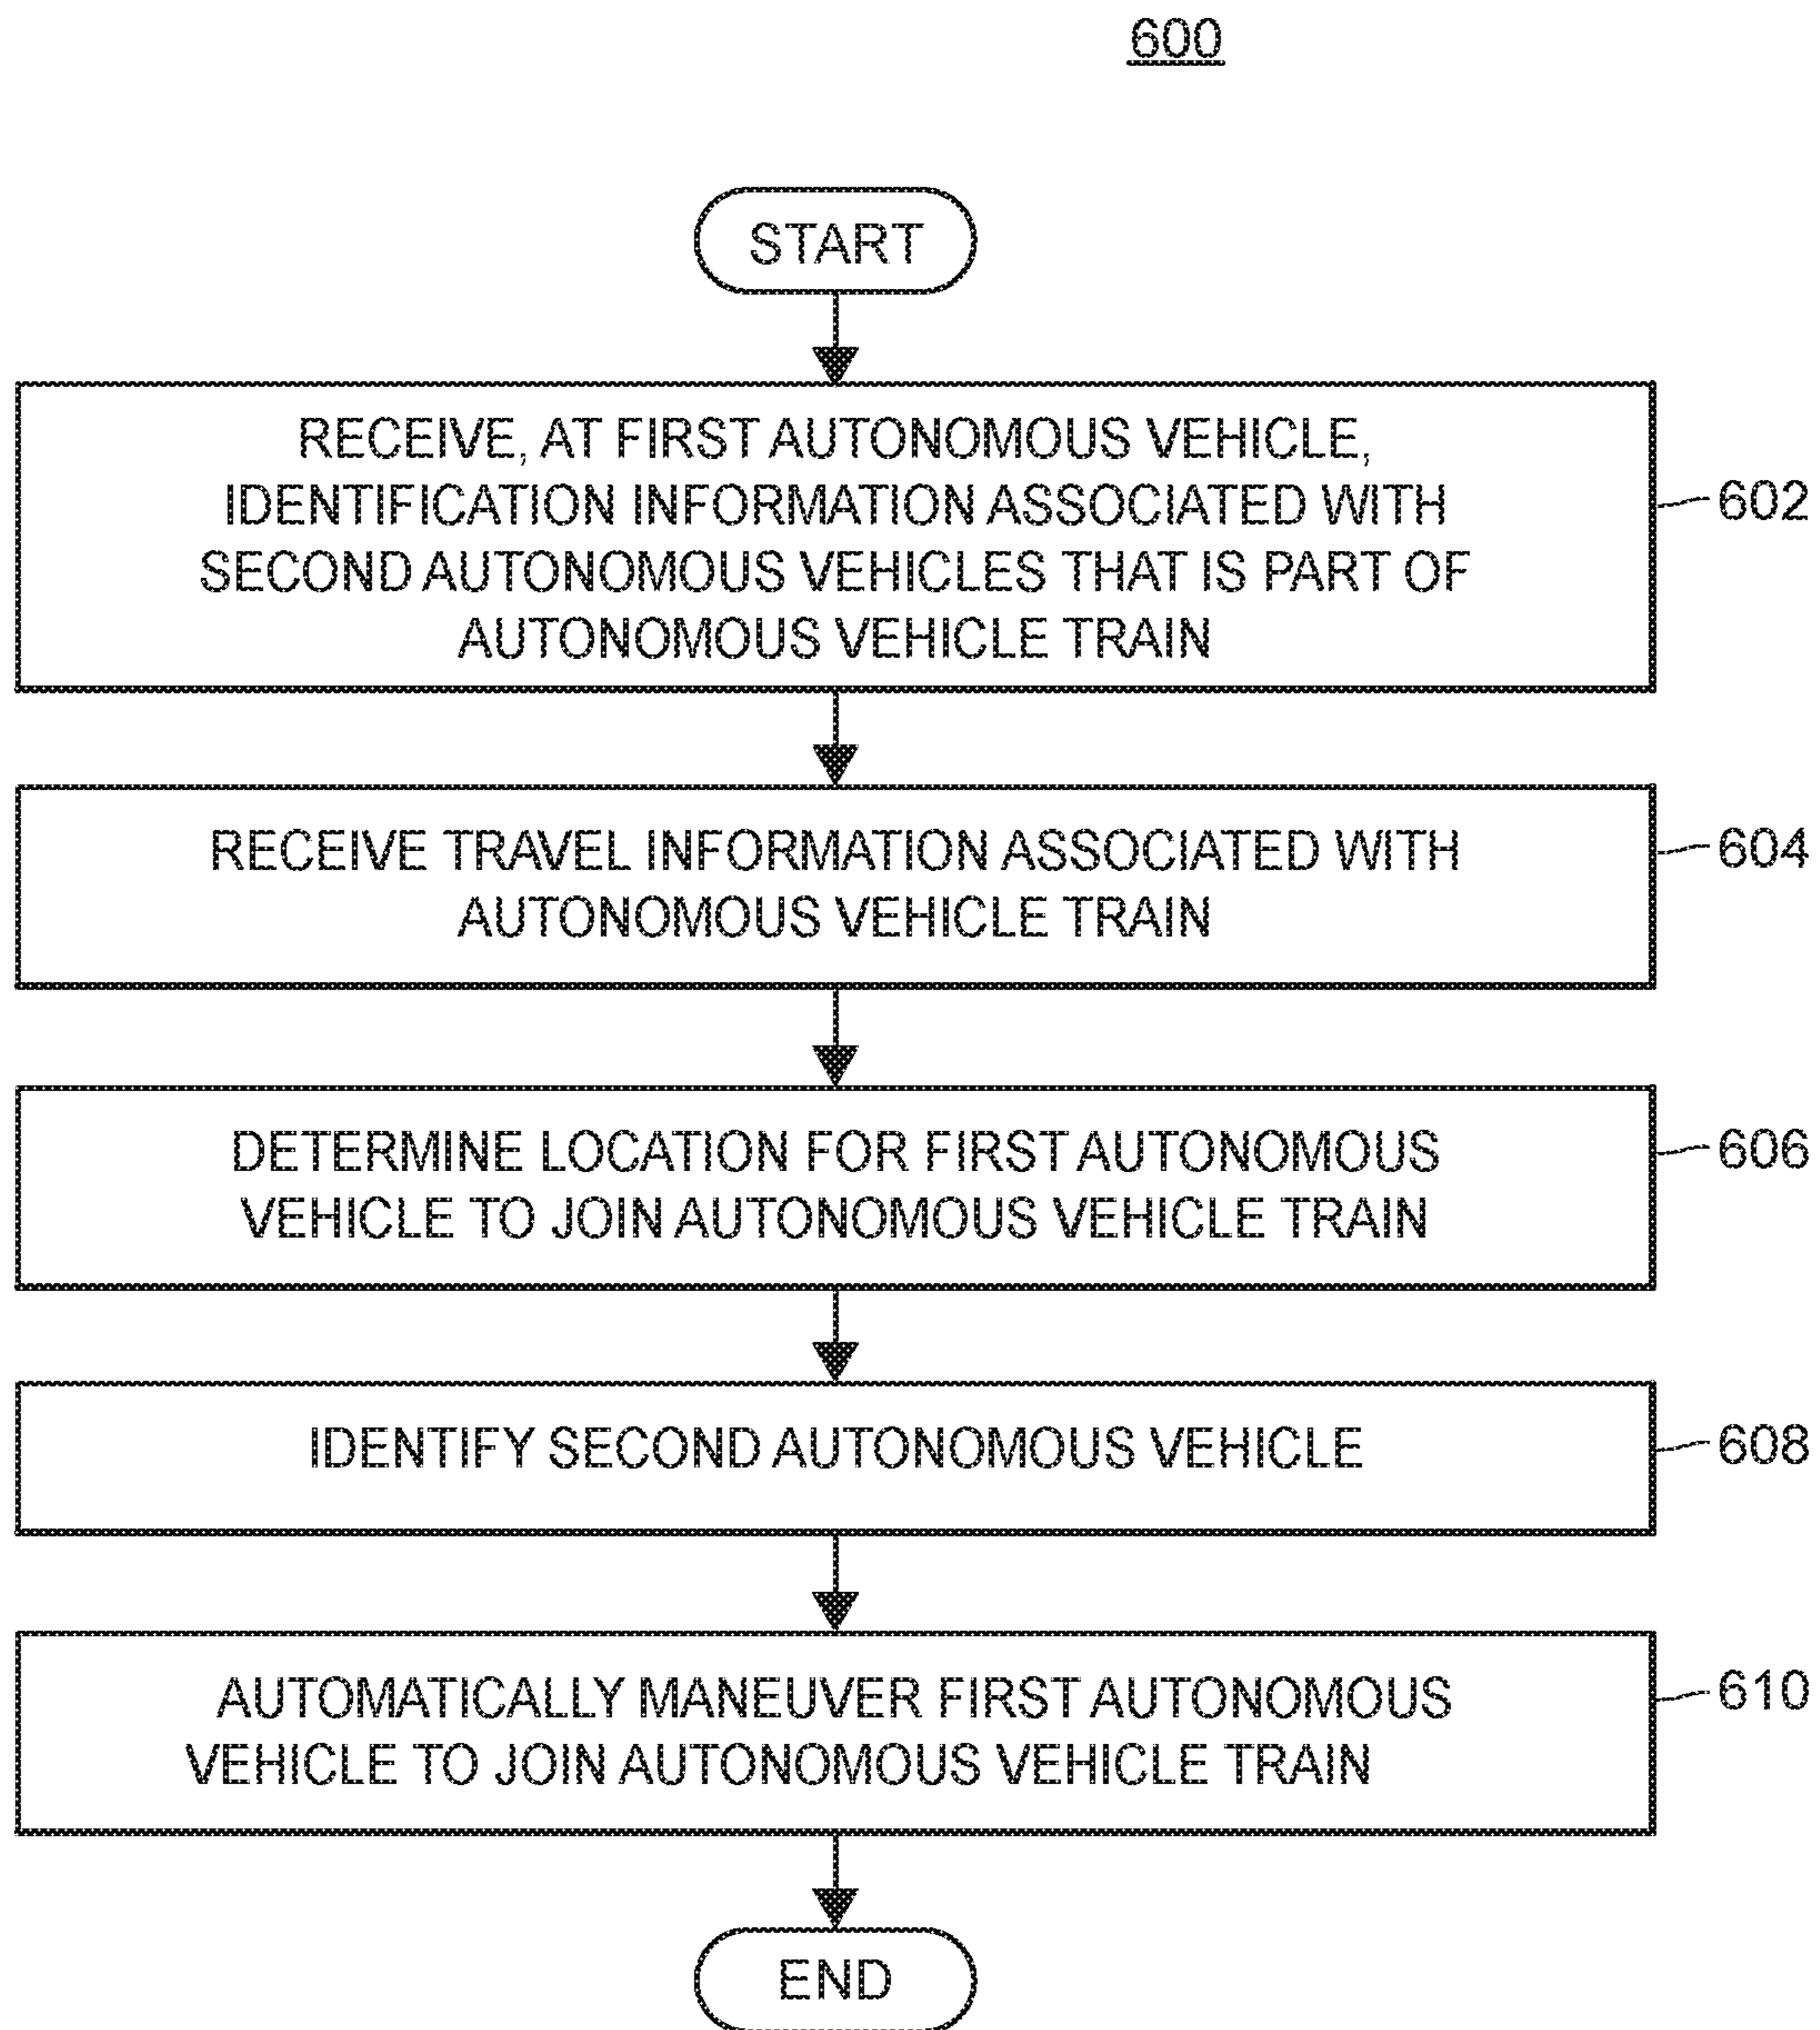 600
START
RECEIVE, AT FIRST AUTONOMOUS VEHICLE,
IDENTIFICATION INFORMATION ASSOCIATED WITH
SECOND AUTONOMOUS VEHICLES THAT IS PART OF
AUTONOMOUS VEHICLE TRAIN
602
RECEIVE TRAVEL INFORMATION ASSOCIATED WITH
AUTONOMOUS VEHICLE TRAIN
604
DETERMINE LOCATION FOR FIRST AUTONOMOUS
VEHICLE TO JOIN AUTONOMOUS VEHICLE TRAIN
606
IDENTIFY SECOND AUTONOMOUS VEHICLE
608
AUTOMATICALLY MANEUVER FIRST AUTONOMOUS
VEHICLE TO JOIN AUTONOMOUS VEHICLE TRAIN
610
END